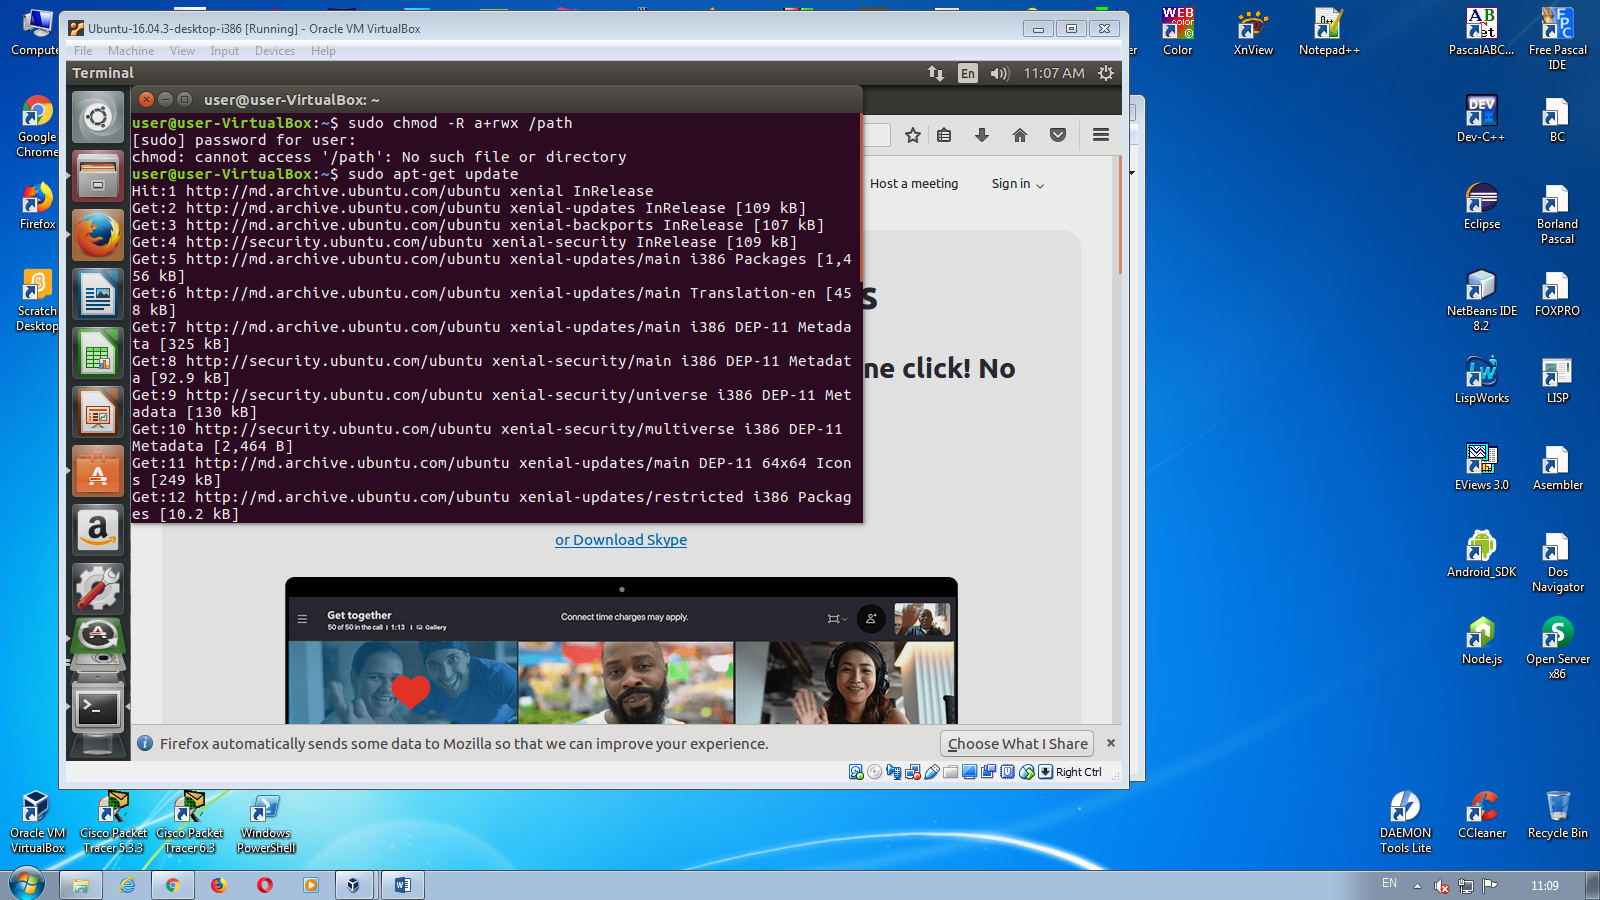 Ubuntu-16.04.3-desktop-i386 [Running] - Oracle VM VirtualBox
File Machine View Input Devices Help
Terminal
En
11:07 AM
user@user-VirtualBox: ~
user@user-VirtualBox:~$ sudo chmod -R a+rwx /path
[sudo] password for user:
chmod: cannot access '/path': No such file or directory
user@user-VirtualBox:~$ sudo apt-get update
Hit:1 http://md.archive.ubuntu.com/ubuntu xenial InRelease
Get:2 http://md.archive.ubuntu.com/ubuntu xenial-updates InRelease [109 kB]
Get:3 http://md.archive.ubuntu.com/ubuntu xenial-backports InRelease [107 kB]
Get:4 http://security.ubuntu.com/ubuntu xenial-security InRelease [109 kB]
Get:5 http://md.archive.ubuntu.com/ubuntu xenial-updates/main i386 Packages [1,4
56 kB]
Get:6 http://md.archive.ubuntu.com/ubuntu xenial-updates/main Translation-en [45
8 kB]
Get:7 http://md.archive.ubuntu.com/ubuntu xenial-updates/main i386 DEP-11 Metada
ta [325 kB]
Get:8 http://security.ubuntu.com/ubuntu xenial-security/main i386 DEP-11 Metadat
a [92.9 kB]
Get:9 http://security.ubuntu.com/ubuntu xenial-security/universe i386 DEP-11 Met
adata [130 kB]
Get:10 http://security.ubuntu.com/ubuntu xenial-security/multiverse i386 DEP-11
Metadata [2,464 B]
Get:11 http://md.archive.ubuntu.com/ubuntu xenial-updates/main DEP-11 64x64 Icon
s [249 kB]
Get:12 http://md.archive.ubuntu.com/ubuntu xenial-updates/restricted i386 Packag
es [10.2 kB]
Host a meeting
Sign in
s
ne click! No
or Download Skype
Get together
50 of 50 in the call | 1:13 | Gallery
Connect time charges may apply.
Firefox automatically sends some data to Mozilla so that we can improve your experience.
Choose What I Share
Right Ctrl
Compute
Google
Chrome
Firefox
Scratch
Desktop
er
WEB
color
Color
XnView
Notepad++
PascalABC...
Free Pascal
IDE
DEV
Dev-C++
BC
Eclipse
Borland
Pascal
NetBeans IDE
8.2
FOXPRO
LispWorks
LISP
EViews 3.0
Asembler
Android_SDK
Dos
Navigator
Node.js
Open Server
x86
Oracle VM
VirtualBox
Cisco Packet
Tracer 5.3.3
Cisco Packet
Tracer 6.3
Windows
PowerShell
DAEMON
Tools Lite
CCleaner
Recycle Bin
EN
11:09